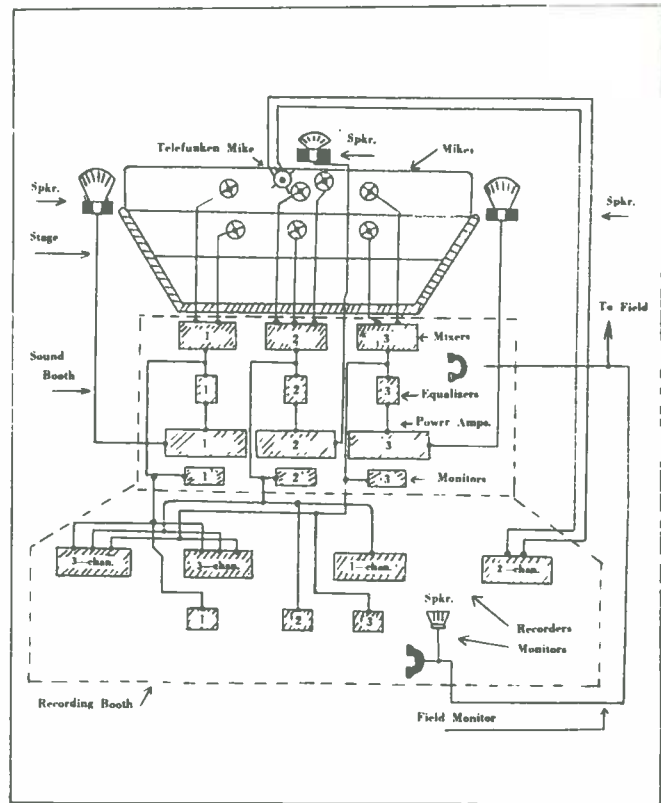 Telefunken Mike
Spkr.
Mikes
Spkr.
Spkr.
Stage
To Field
1
2
3
Mixers
Sound
Booth
1
2
3
Equalisers
Power Amps.
1
2
3
1
2
3
Monitors
3—chan.
3—chan.
1—chan.
2—chan.
Spkr.
Recorders
Monitors
1
2
3
Recording Booth
Field Monitor